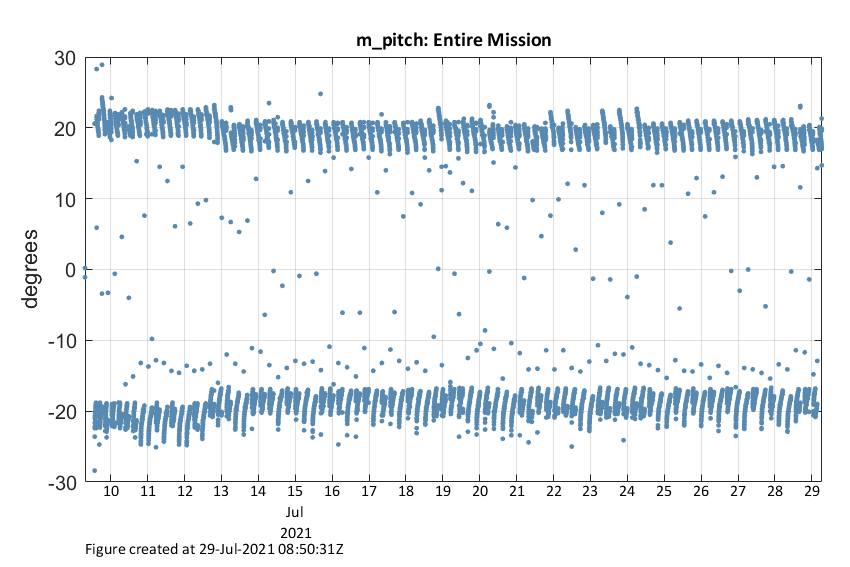 m_pitch: Entire Mission
degrees
30
20
10
0
-10
-20
-30
10 11 12 13 14 15 16 17 18 19 20 21 22 23 24 25 26 27 28 29
Jul
2021
Figure created at 29-Jul-2021 08:50:31Z